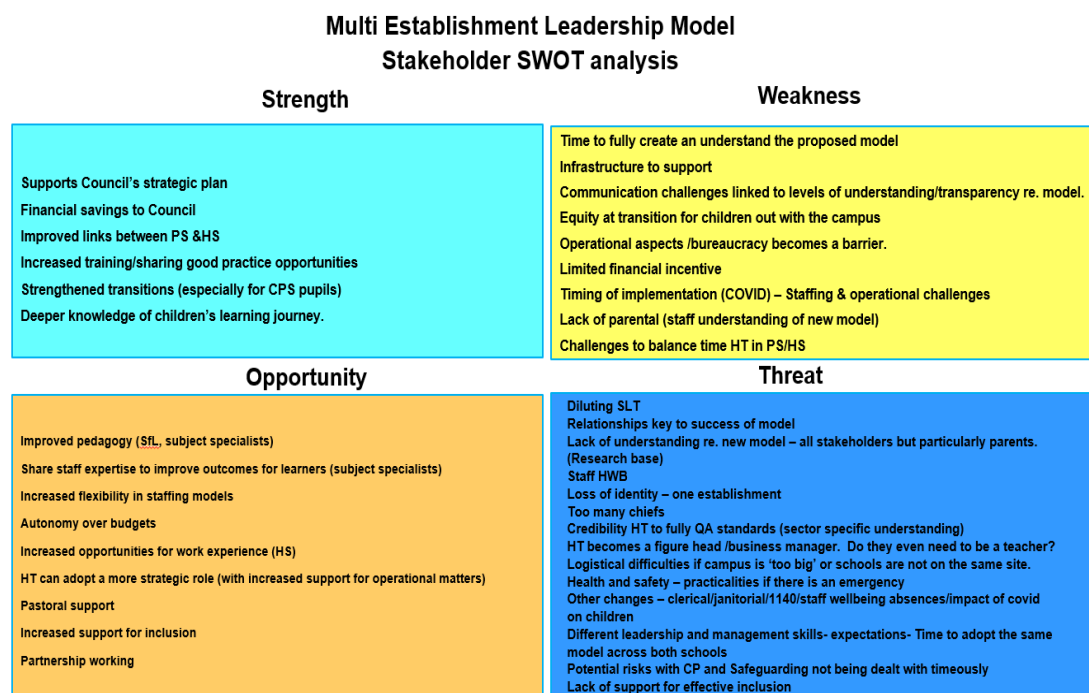 Multi Establishment Leadership Model
Stakeholder SWOT analysis
Strength
Supports Council's strategic plan
Financial savings to Council
Improved links between PS &HS
Increased training/sharing good practice opportunities
Strengthened transitions (especially for CPS pupils)
Deeper knowledge of children's learning journey.
Weakness
Time to fully create an understand the proposed model
Infrastructure to support
Communication challenges linked to levels of understanding/transparency re. model.
Equity at transition for children out with the campus
Operational aspects /bureaucracy becomes a barrier.
Limited financial incentive
Timing of implementation (COVID) – Staffing & operational challenges
Lack of parental (staff understanding of new model)
Challenges to balance time HT in PS/HS
Opportunity
Improved pedagogy (SfL, subject specialists)
Share staff expertise to improve outcomes for learners (subject specialists)
Increased flexibility in staffing models
Autonomy over budgets
Increased opportunities for work experience (HS)
HT can adopt a more strategic role (with increased support for operational matters)
Pastoral support
Increased support for inclusion
Partnership working
Threat
Diluting SLT
Relationships key to success of model
Lack of understanding re. new model – all stakeholders but particularly parents.
(Research base)
Staff HWB
Loss of identity – one establishment
Too many chiefs
Credibility HT to fully QA standards (sector specific understanding)
HT becomes a figure head /business manager.  Do they even need to be a teacher?
Logistical difficulties if campus is 'too big' or schools are not on the same site.
Health and safety – practicalities if there is an emergency
Other changes – clerical/janitorial/1140/staff wellbeing absences/impact of covid
on children
Different leadership and management skills- expectations- Time to adopt the same
model across both schools
Potential risks with CP and Safeguarding not being dealt with timeously
Lack of support for effective inclusion